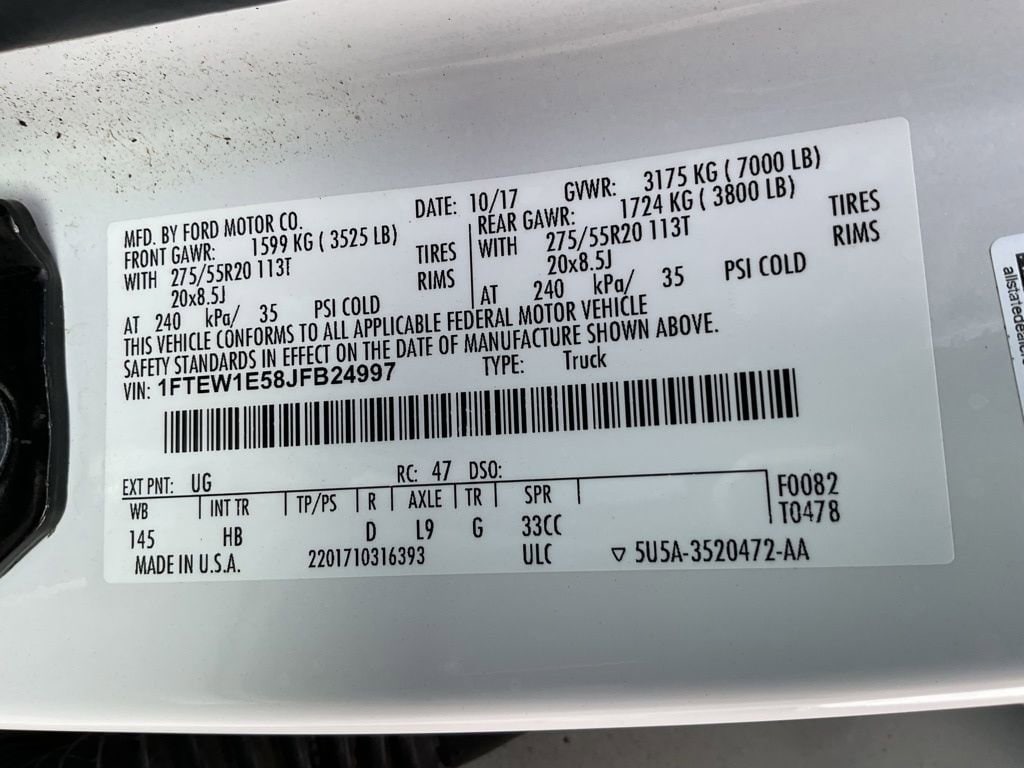 MFD. BY FORD MOTOR CO. DATE: 10/17 GVWR: 3175 KG ( 7000 LB)
FRONT GAWR: 1599 KG ( 3525 LB) REAR GAWR: 1724 KG ( 3800 LB)
WITH 275/55R20 113T TIRES WITH 275/55R20 113T TIRES
20x8.5J RIMS 20x8.5J RIMS
AT 240 kPa/ 35 PSI COLD AT 240 kPa/ 35 PSI COLD
THIS VEHICLE CONFORMS TO ALL APPLICABLE FEDERAL MOTOR VEHICLE
SAFETY STANDARDS IN EFFECT ON THE DATE OF MANUFACTURE SHOWN ABOVE.
VIN: 1FTEW1E58JFB24997 TYPE: Truck
EXT PNT: UG RC: 47 DSO:
WB INT TR TP/PS R AXLE TR SPR F0082
145 HB D L9 G 33CC T0478
MADE IN U.S.A. 2201710316393 ULC ▽ 5U5A-3520472-AA